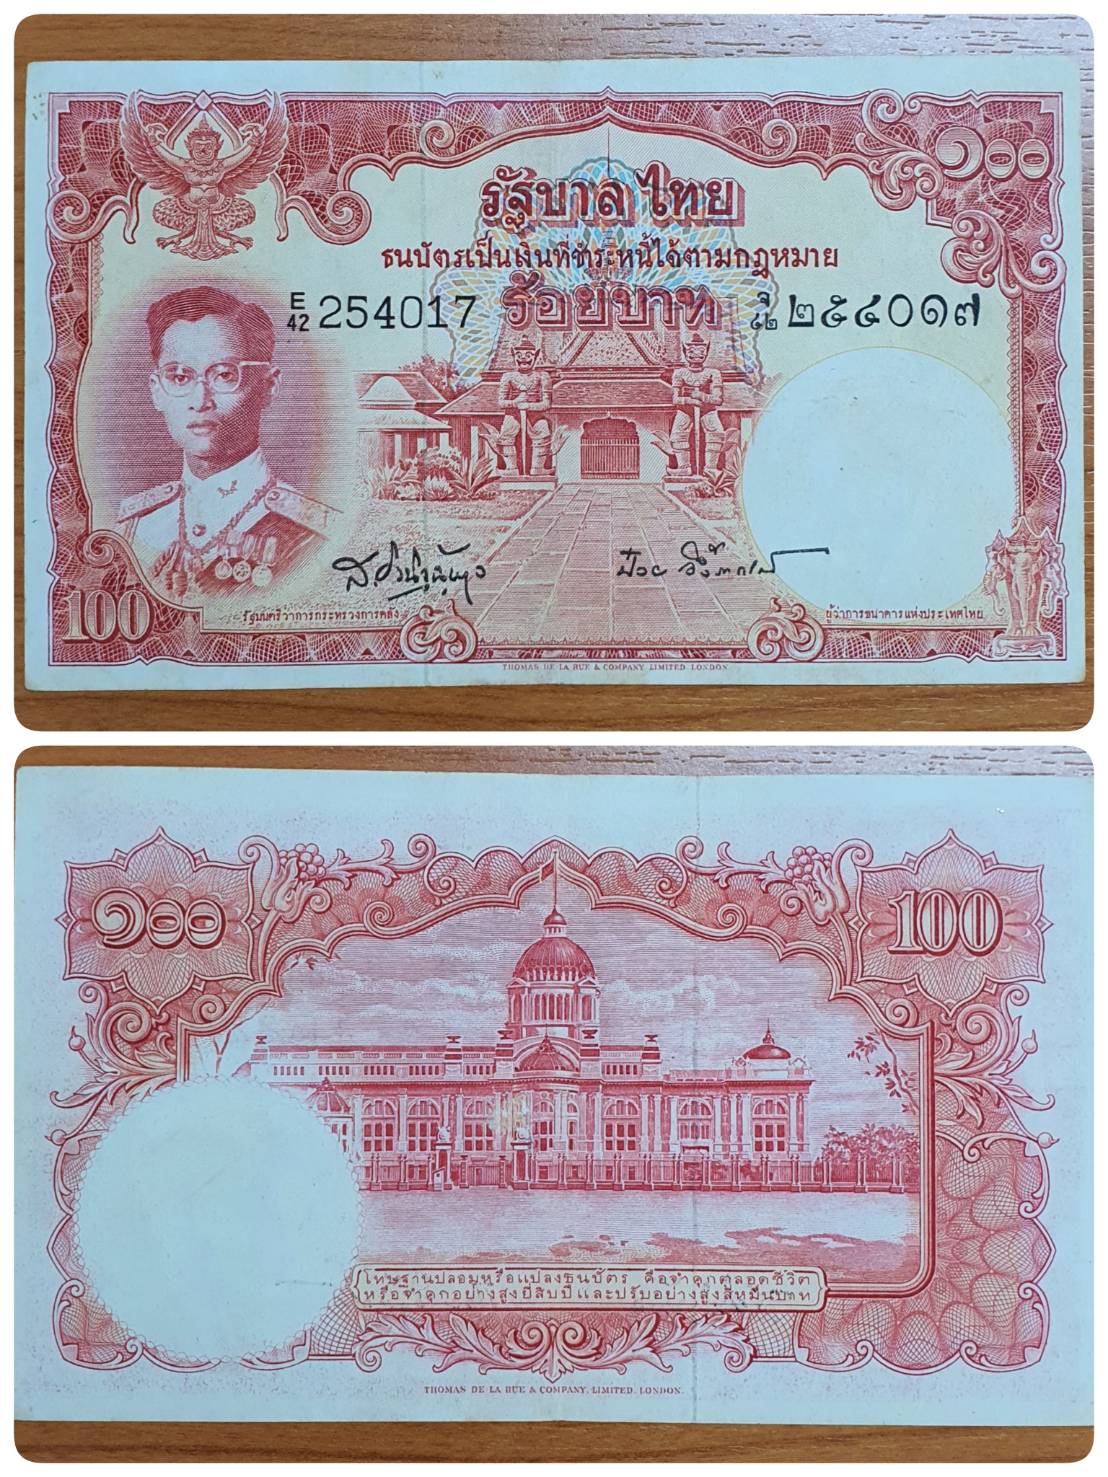 ๑๐๐
รัฐบาลไทย
ธนบัตรเป็นเงินที่ชำระหนี้ได้ตามกฎหมาย
ร้อยบาท
E
42 254017
๔๒ ๒๕๔๐๑๗
100
รัฐมนตรีว่าการกระทรวงการคลัง
ผู้ว่าการธนาคารแห่งประเทศไทย
THOMAS DE LA RUE & COMPANY, LIMITED, LONDON.
๑๐๐
100
โทษฐานปลอมหรือแปลงธนบัตร คือจำคุกตลอดชีวิต
หรือจำคุกอย่างสูงยี่สิบปีและปรับอย่างสูงสี่หมื่นบาท
THOMAS DE LA RUE & COMPANY, LIMITED, LONDON.